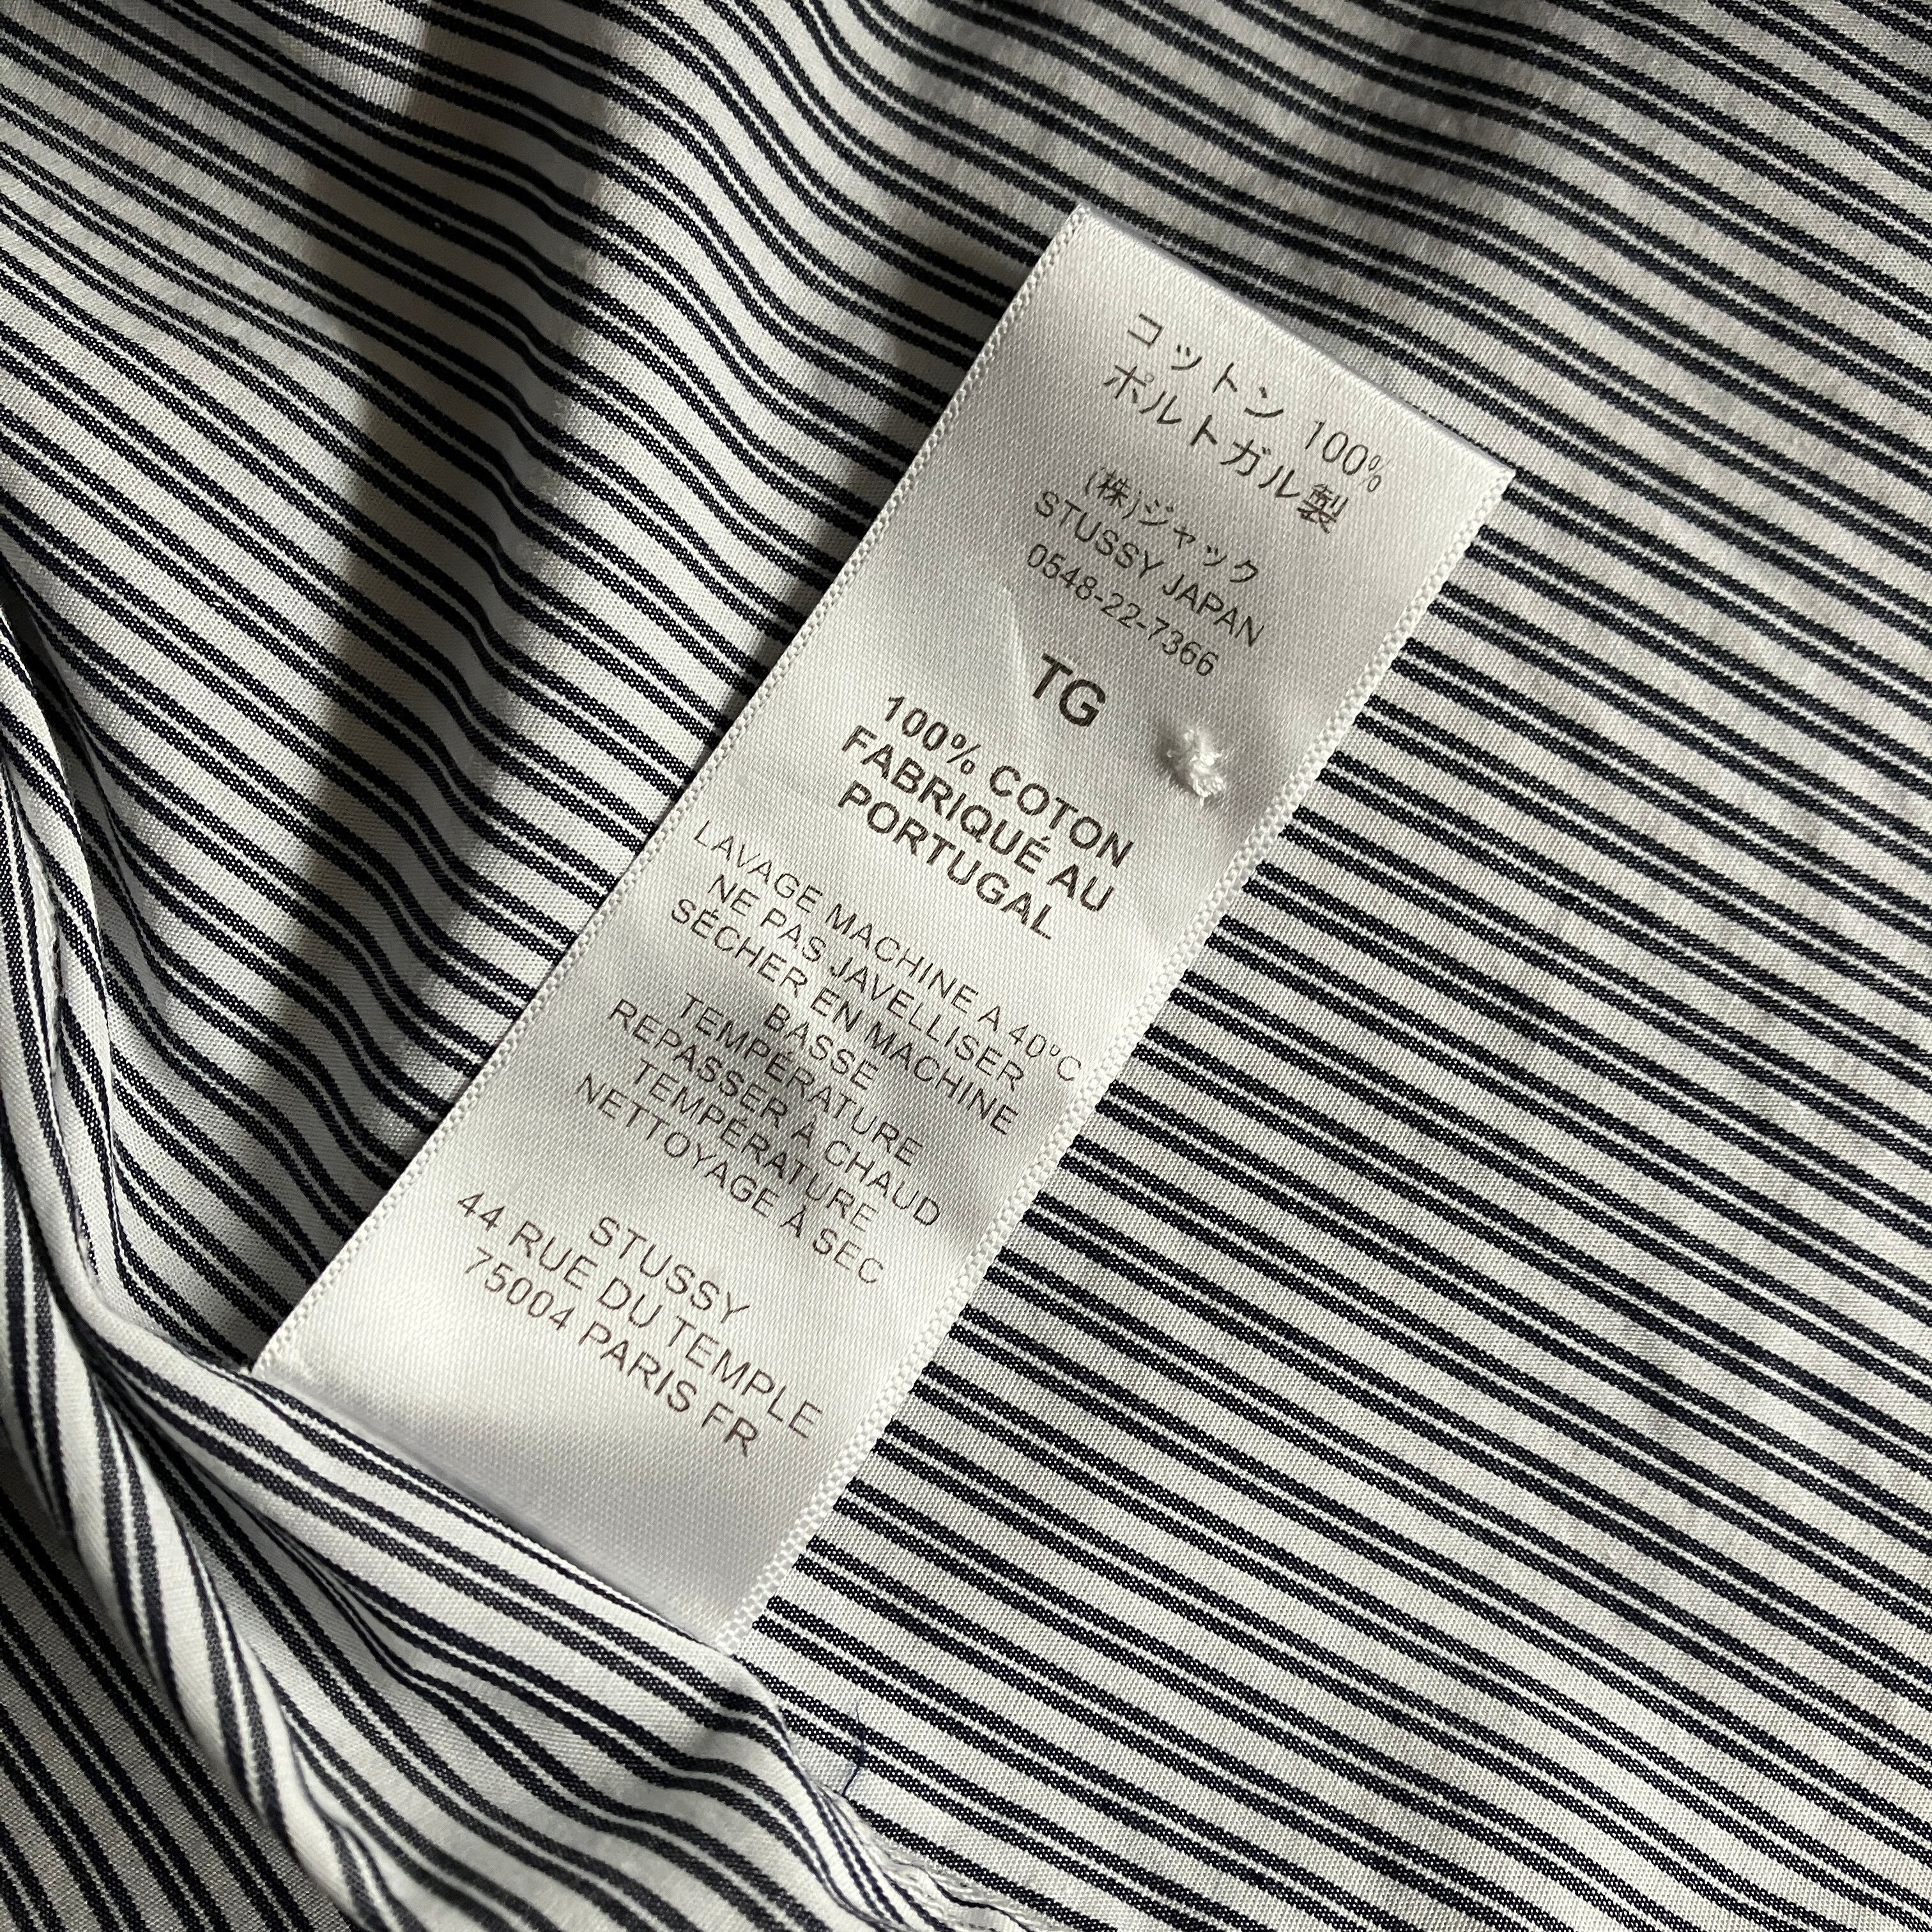 コットン 100%
ポルトガル製
(株)ジャック
STUSSY JAPAN
0548-22-7366
TG
100% COTON
FABRIQUÉ AU
PORTUGAL
LAVAGE MACHINE A 40ºC
NE PAS JAVELLISER
SÉCHER EN MACHINE
BASSE
TEMPÉRATURE
REPASSER À CHAUD
TEMPÉRATURE
NETTOYAGE À SEC
STUSSY
44 RUE DU TEMPLE
75004 PARIS FR